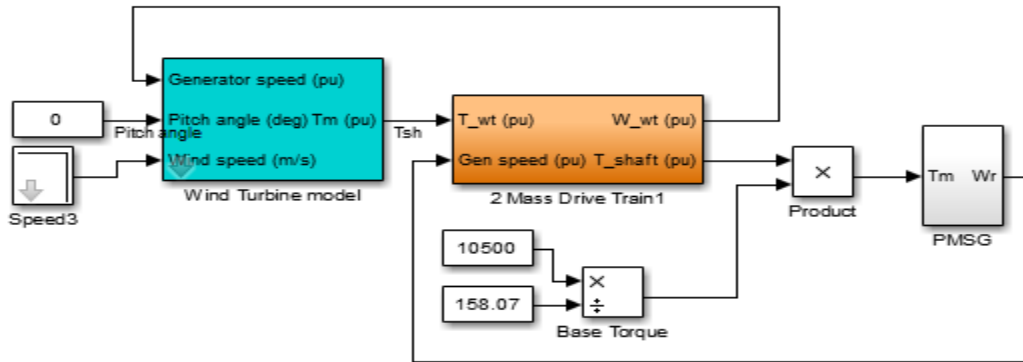 Generator speed (pu)
0
Pitch angle
Pitch angle (deg) Tm (pu)
Wind speed (m/s)
Speed3
Wind Turbine model
Tsh
T_wt (pu) W_wt (pu)
Gen speed (pu) T_shaft (pu)
2 Mass Drive Train1
×
Product
Tm Wr
PMSG
10500
158.07
×
÷
Base Torque